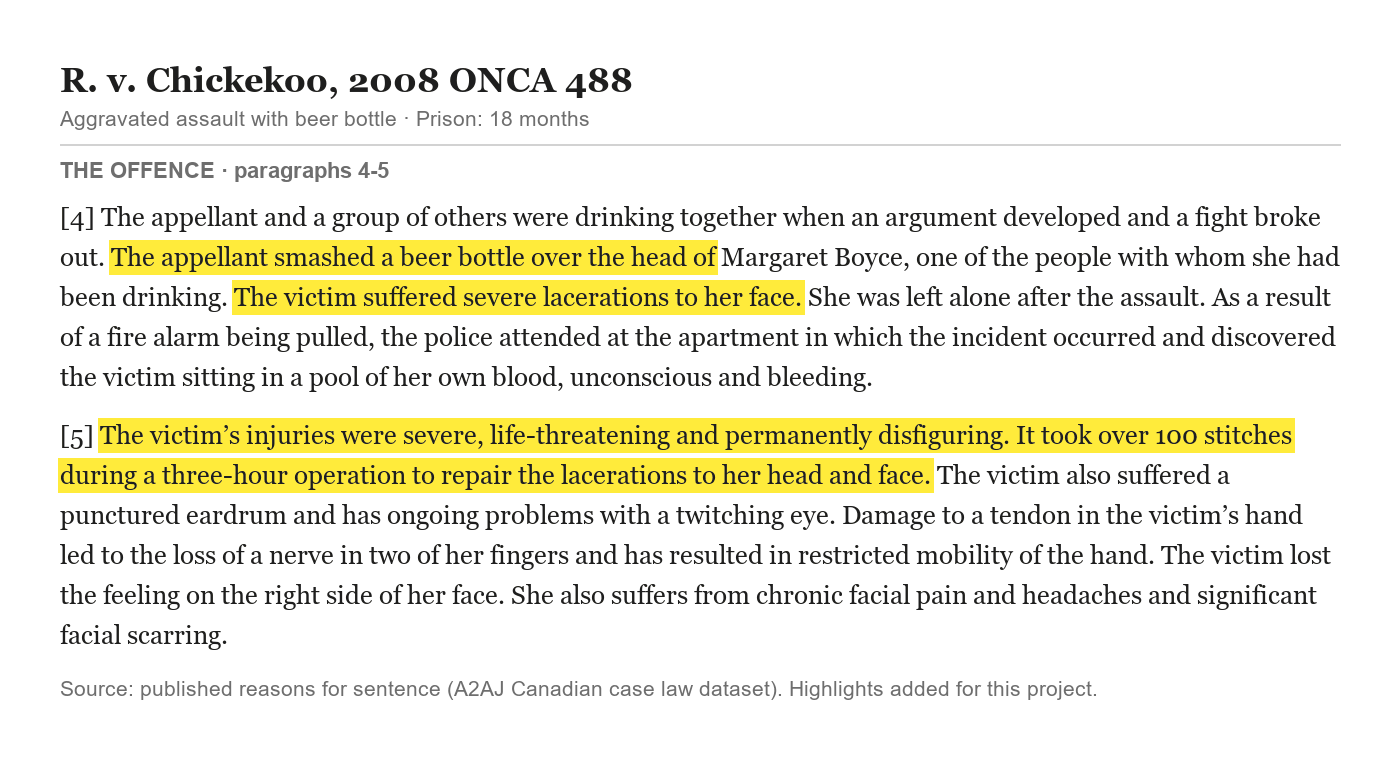 R. v. Chickekoo, 2008 ONCA 488
Aggravated assault with beer bottle · Prison: 18 months
THE OFFENCE · paragraphs 4-5
[4] The appellant and a group of others were drinking together when an argument developed and a fight broke
out. The appellant smashed a beer bottle over the head of Margaret Boyce, one of the people with whom she had
been drinking. The victim suffered severe lacerations to her face. She was left alone after the assault. As a result
of a fire alarm being pulled, the police attended at the apartment in which the incident occurred and discovered
the victim sitting in a pool of her own blood, unconscious and bleeding.
[5] The victim’s injuries were severe, life-threatening and permanently disfiguring. It took over 100 stitches
during a three-hour operation to repair the lacerations to her head and face. The victim also suffered a
punctured eardrum and has ongoing problems with a twitching eye. Damage to a tendon in the victim’s hand
led to the loss of a nerve in two of her fingers and has resulted in restricted mobility of the hand. The victim lost
the feeling on the right side of her face. She also suffers from chronic facial pain and headaches and significant
facial scarring.
Source: published reasons for sentence (A2AJ Canadian case law dataset). Highlights added for this project.